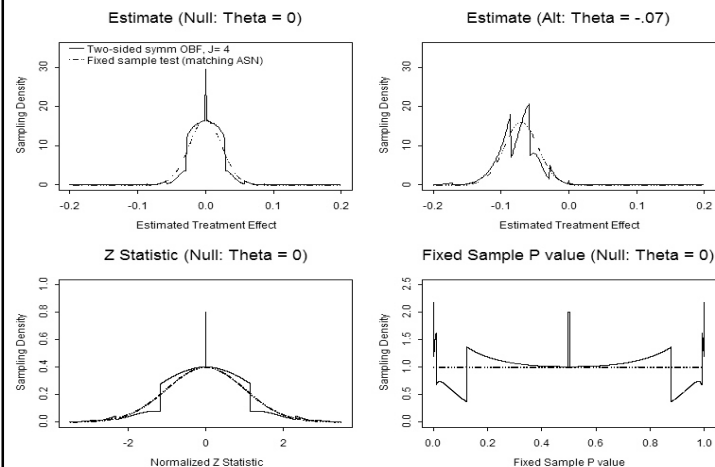 Estimate (Null: Theta = 0)
Two-sided symm OBF, J= 4
Fixed sample test (matching ASN)
Sampling Density
0 10 20 30
-0.2 -0.1 0.0 0.1 0.2
Estimated Treatment Effect
Estimate (Alt: Theta = -.07)
Sampling Density
0 10 20 30
-0.2 -0.1 0.0 0.1 0.2
Estimated Treatment Effect
Z Statistic (Null: Theta = 0)
Sampling Density
0.0 0.2 0.4 0.6 0.8 1.0
-2 0 2
Normalized Z Statistic
Fixed Sample P value (Null: Theta = 0)
Sampling Density
0.0 0.5 1.0 1.5 2.0 2.5
0.0 0.2 0.4 0.6 0.8 1.0
Fixed Sample P value